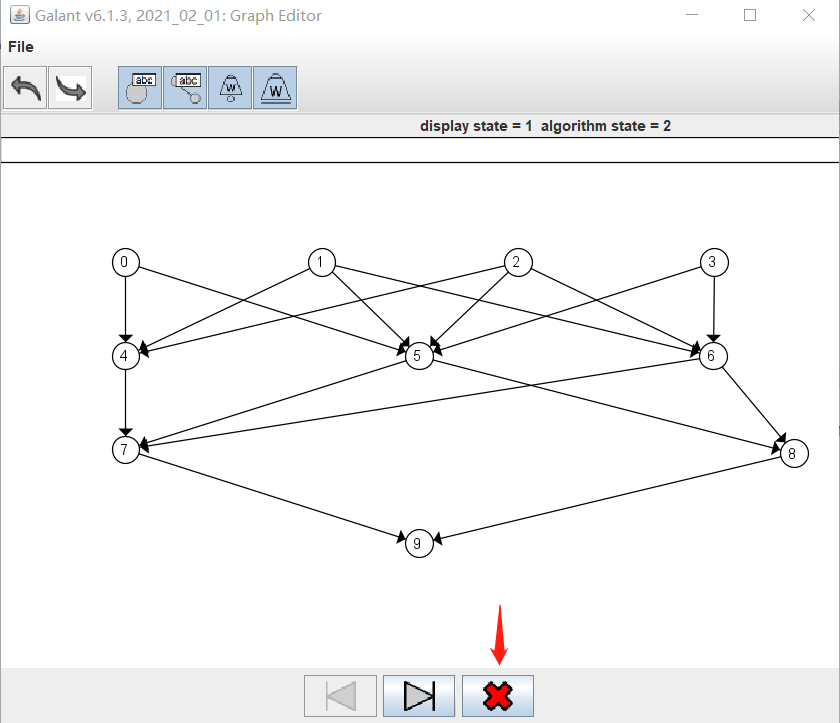 Galant v6.1.3, 2021_02_01: Graph Editor
File
abc abc W W
display state = 1 algorithm state = 2
0 1 2 3
4 5 6
7 8
9